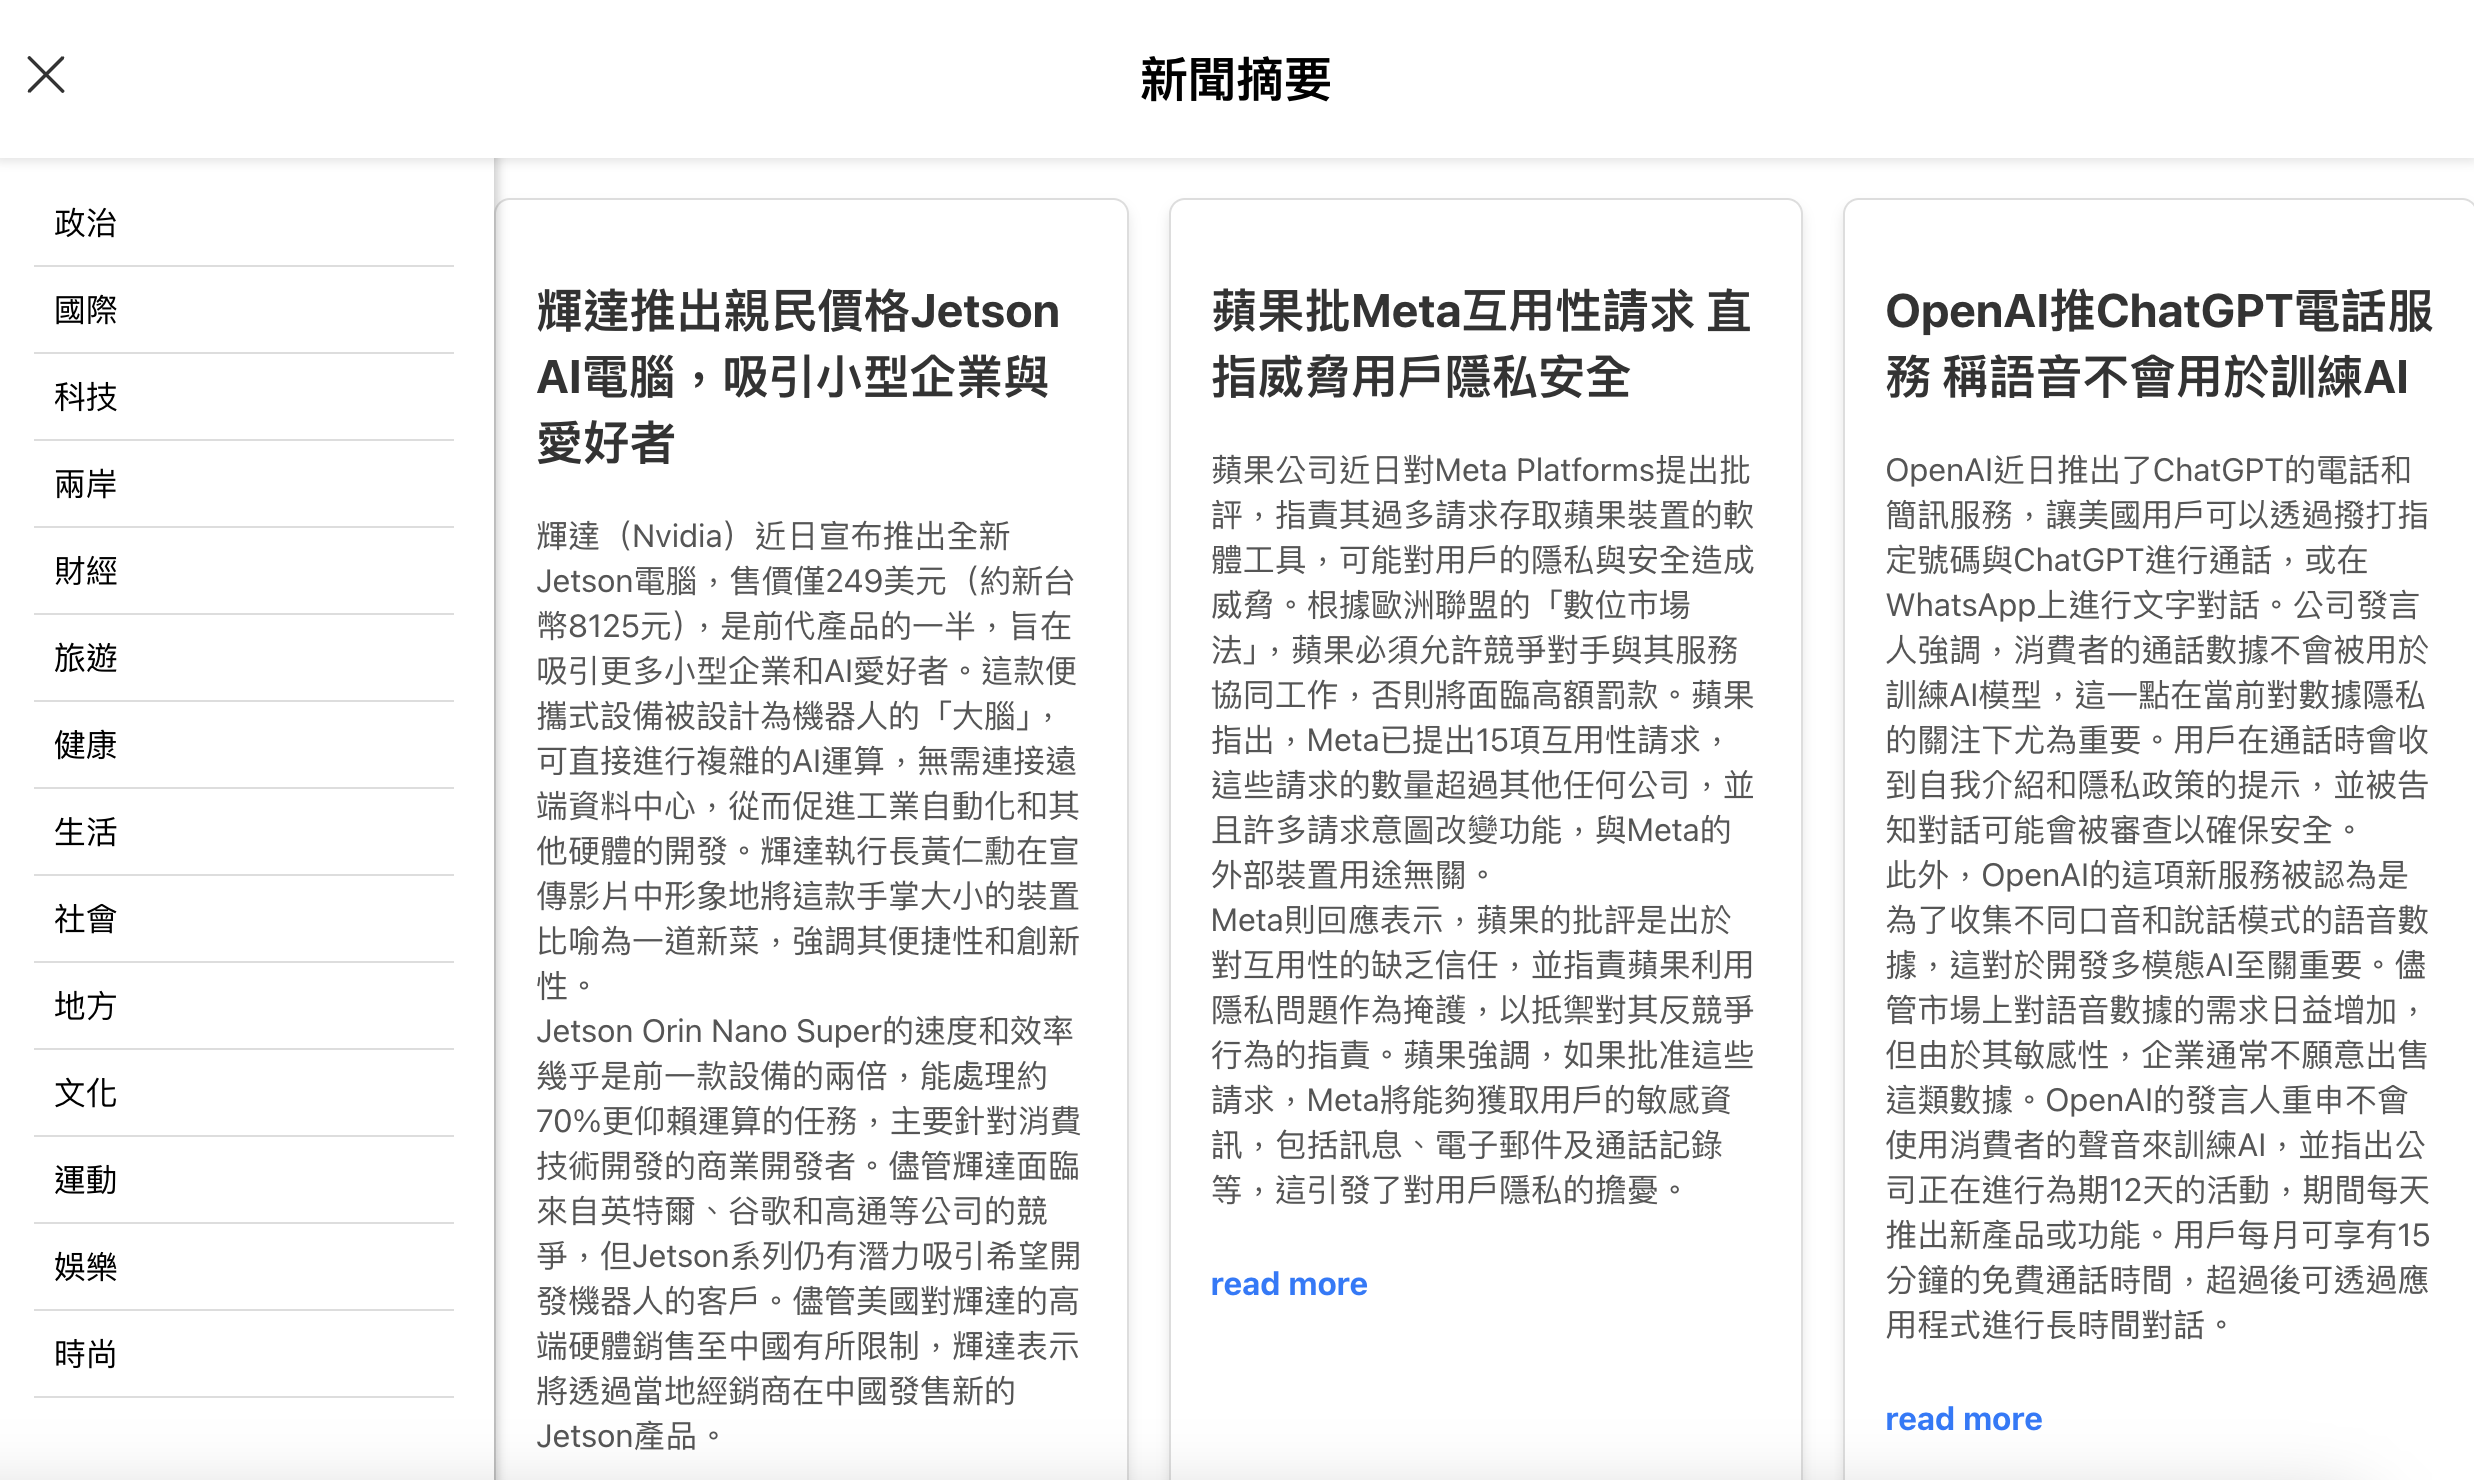 新聞摘要
政治
國際
科技
兩岸
財經
旅遊
健康
生活
社會
地方
文化
運動
娛樂
時尚
輝達推出親民價格Jetson
AI電腦，吸引小型企業與
愛好者
輝達（Nvidia）近日宣布推出全新
Jetson電腦，售價僅249美元（約新台
幣8125元），是前代產品的一半，旨在
吸引更多小型企業和AI愛好者。這款便
攜式設備被設計為機器人的「大腦」，
可直接進行複雜的AI運算，無需連接遠
端資料中心，從而促進工業自動化和其
他硬體的開發。輝達執行長黃仁勳在宣
傳影片中形象地將這款手掌大小的裝置
比喻為一道新菜，強調其便捷性和創新
性。
Jetson Orin Nano Super的速度和效率
幾乎是前一款設備的兩倍，能處理約
70%更仰賴運算的任務，主要針對消費
技術開發的商業開發者。儘管輝達面臨
來自英特爾、谷歌和高通等公司的競
爭，但Jetson系列仍有潛力吸引希望開
發機器人的客戶。儘管美國對輝達的高
端硬體銷售至中國有所限制，輝達表示
將透過當地經銷商在中國發售新的
Jetson產品。
蘋果批Meta互用性請求 直
指威脅用戶隱私安全
蘋果公司近日對Meta Platforms提出批
評，指責其過多請求存取蘋果裝置的軟
體工具，可能對用戶的隱私與安全造成
威脅。根據歐洲聯盟的「數位市場
法」，蘋果必須允許競爭對手與其服務
協同工作，否則將面臨高額罰款。蘋果
指出，Meta已提出15項互用性請求，
這些請求的數量超過其他任何公司，並
且許多請求意圖改變功能，與Meta的
外部裝置用途無關。
Meta則回應表示，蘋果的批評是出於
對互用性的缺乏信任，並指責蘋果利用
隱私問題作為掩護，以抵禦對其反競爭
行為的指責。蘋果強調，如果批准這些
請求，Meta將能夠獲取用戶的敏感資
訊，包括訊息、電子郵件及通話記錄
等，這引發了對用戶隱私的擔憂。
read more
OpenAI推ChatGPT電話服
務 稱語音不會用於訓練AI
OpenAI近日推出了ChatGPT的電話和
簡訊服務，讓美國用戶可以透過撥打指
定號碼與ChatGPT進行通話，或在
WhatsApp上進行文字對話。公司發言
人強調，消費者的通話數據不會被用於
訓練AI模型，這一點在當前對數據隱私
的關注下尤為重要。用戶在通話時會收
到自我介紹和隱私政策的提示，並被告
知對話可能會被審查以確保安全。
此外，OpenAI的這項新服務被認為是
為了收集不同口音和說話模式的語音數
據，這對於開發多模態AI至關重要。儘
管市場上對語音數據的需求日益增加，
但由於其敏感性，企業通常不願意出售
這類數據。OpenAI的發言人重申不會
使用消費者的聲音來訓練AI，並指出公
司正在進行為期12天的活動，期間每天
推出新產品或功能。用戶每月可享有15
分鐘的免費通話時間，超過後可透過應
用程式進行長時間對話。
read more